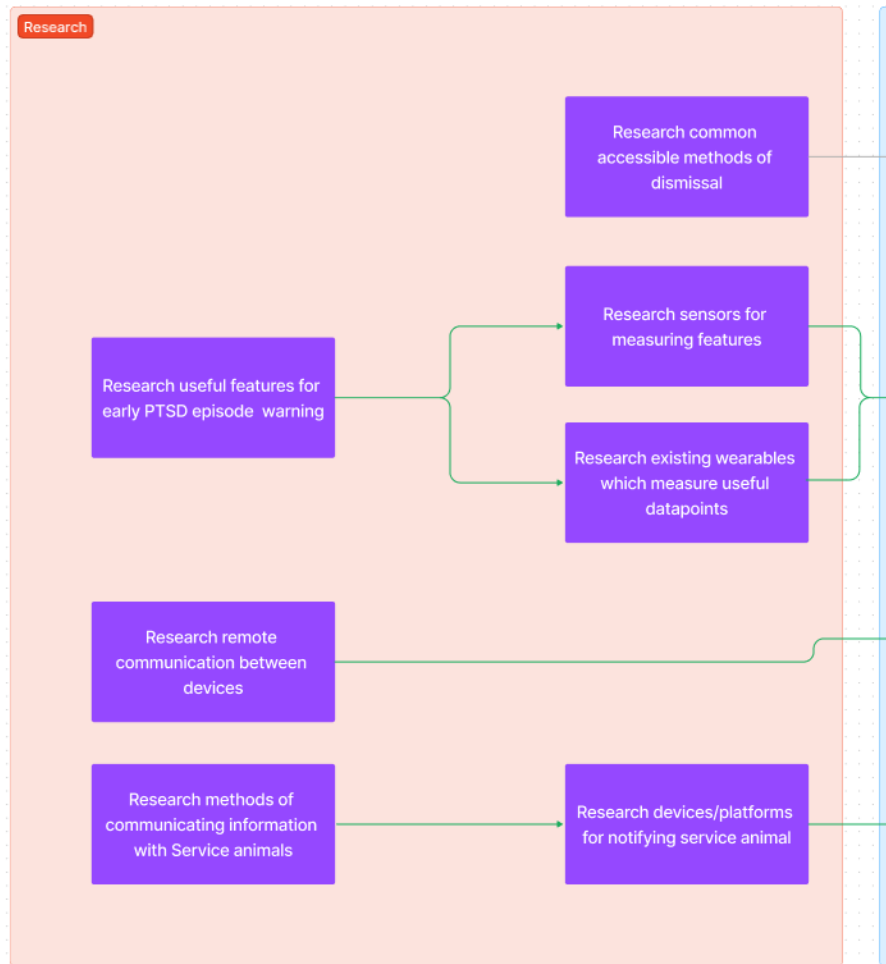 Research
Research common
accessible methods of
dismissal
Research sensors for
measuring features
Research useful features for
early PTSD episode  warning
Research existing wearables
which measure useful
datapoints
Research remote
communication between
devices
Research methods of
communicating information
with Service animals
Research devices/platforms
for notifying service animal